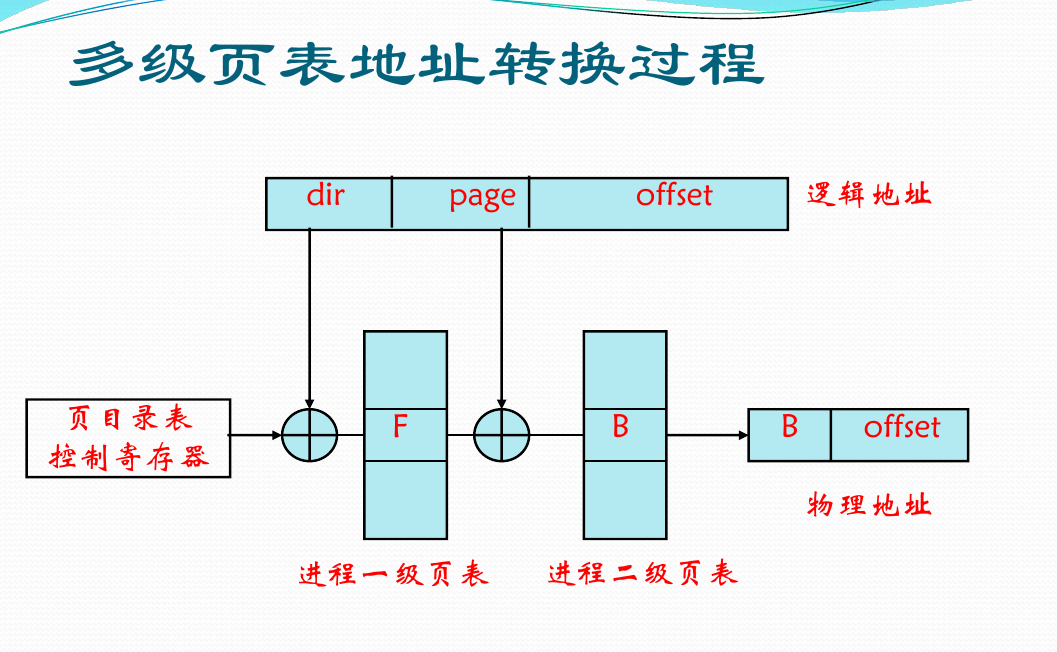 多级页表地址转换过程
dir page offset 逻辑地址
页目录表
控制寄存器
F
B
B offset
物理地址
进程一级页表 进程二级页表